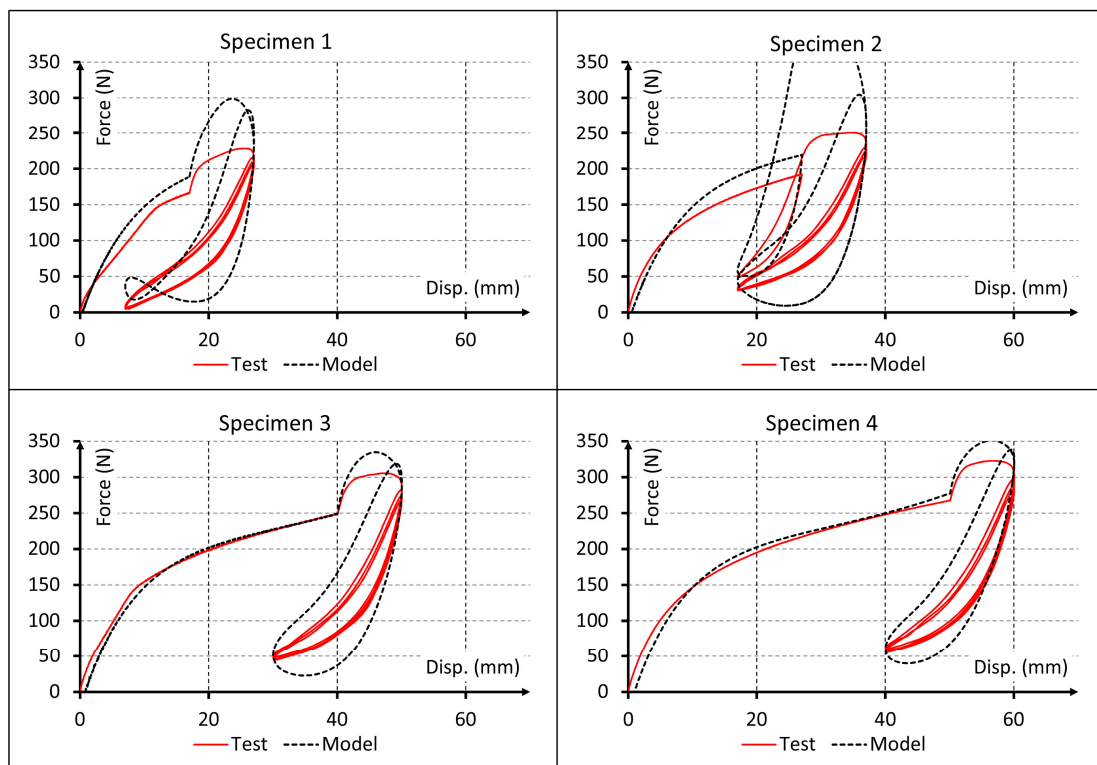 Specimen 1
350
300
250
200
150
100
50
0
Force (N)
Disp. (mm)
0 20 40 60
Test Model
Specimen 2
350
300
250
200
150
100
50
0
Force (N)
Disp. (mm)
0 20 40 60
Test Model
Specimen 3
350
300
250
200
150
100
50
0
Force (N)
Disp. (mm)
0 20 40 60
Test Model
Specimen 4
350
300
250
200
150
100
50
0
Force (N)
Disp. (mm)
0 20 40 60
Test Model